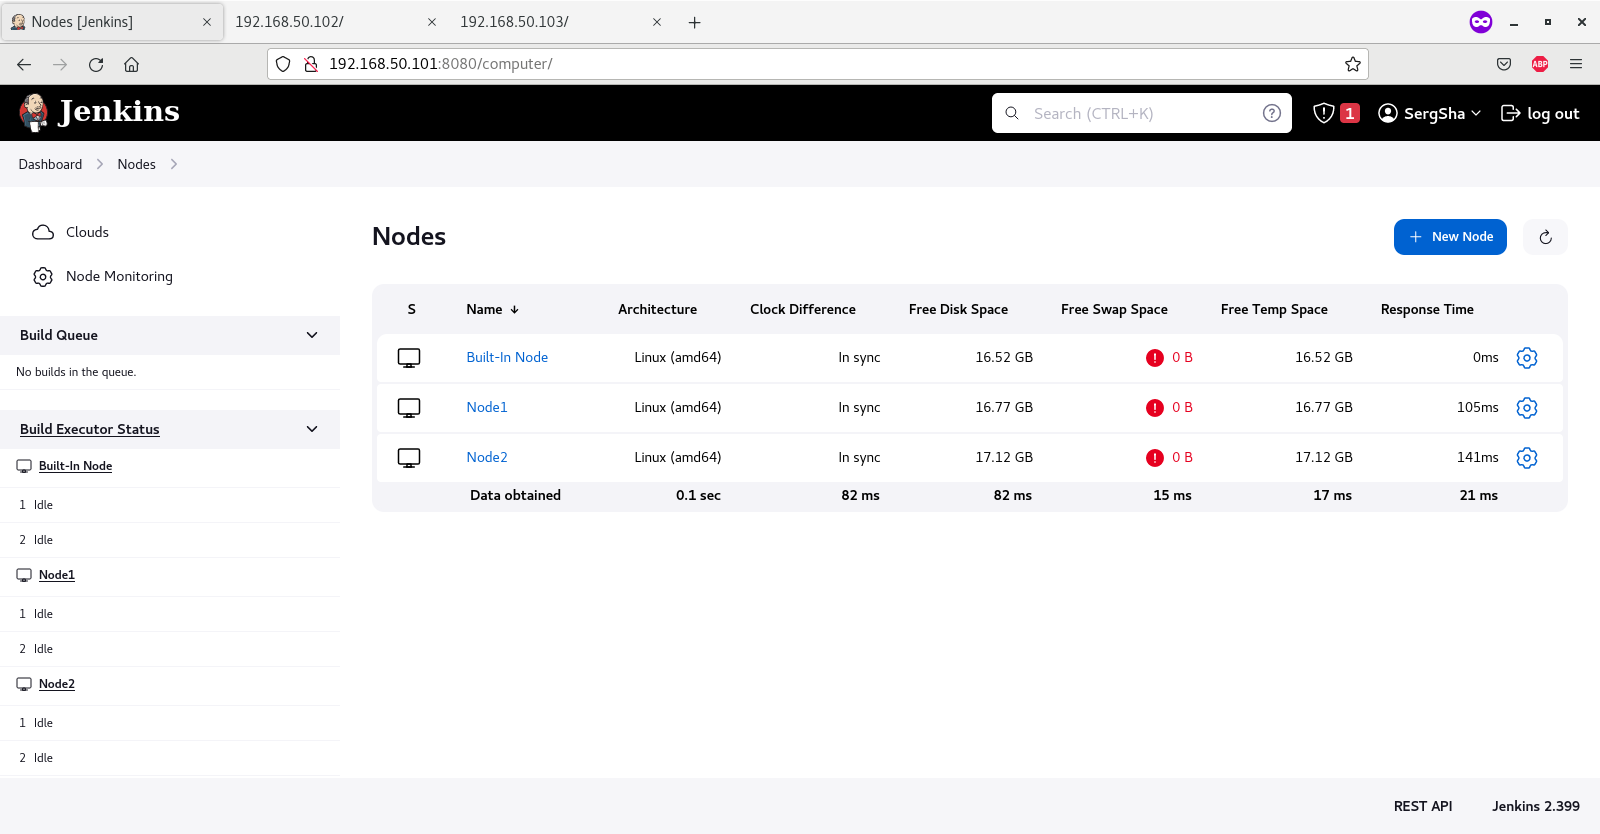 Nodes [Jenkins]
192.168.50.102/
192.168.50.103/
192.168.50.101:8080/computer/
ABP
Jenkins
Search (CTRL+K)
1
SergSha
log out
Dashboard
Nodes
Clouds
Node Monitoring
Build Queue
No builds in the queue.
Build Executor Status
Built-In Node
1 Idle
2 Idle
Node1
1 Idle
2 Idle
Node2
1 Idle
2 Idle
Nodes
New Node
S Name ↓ Architecture Clock Difference Free Disk Space Free Swap Space Free Temp Space Response Time
Built-In Node Linux (amd64) In sync 16.52 GB 0 B 16.52 GB 0ms
Node1 Linux (amd64) In sync 16.77 GB 0 B 16.77 GB 105ms
Node2 Linux (amd64) In sync 17.12 GB 0 B 17.12 GB 141ms
Data obtained 0.1 sec 82 ms 82 ms 15 ms 17 ms 21 ms
REST API
Jenkins 2.399